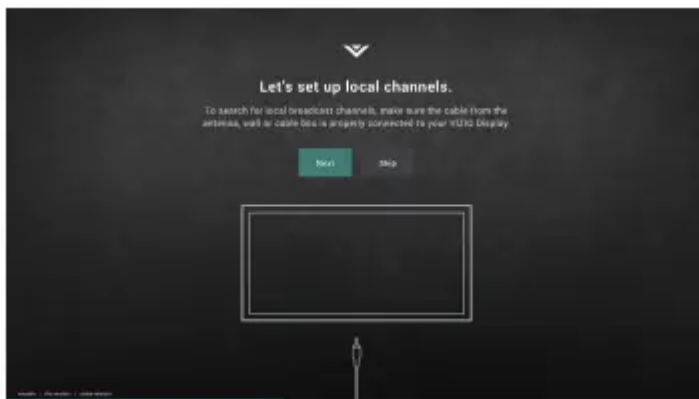 Let's set up local channels.
To search for local broadcast channels, make sure the cable from the
antenna, wall or cable box is properly connected to your VIZIO Display.
Next
Skip